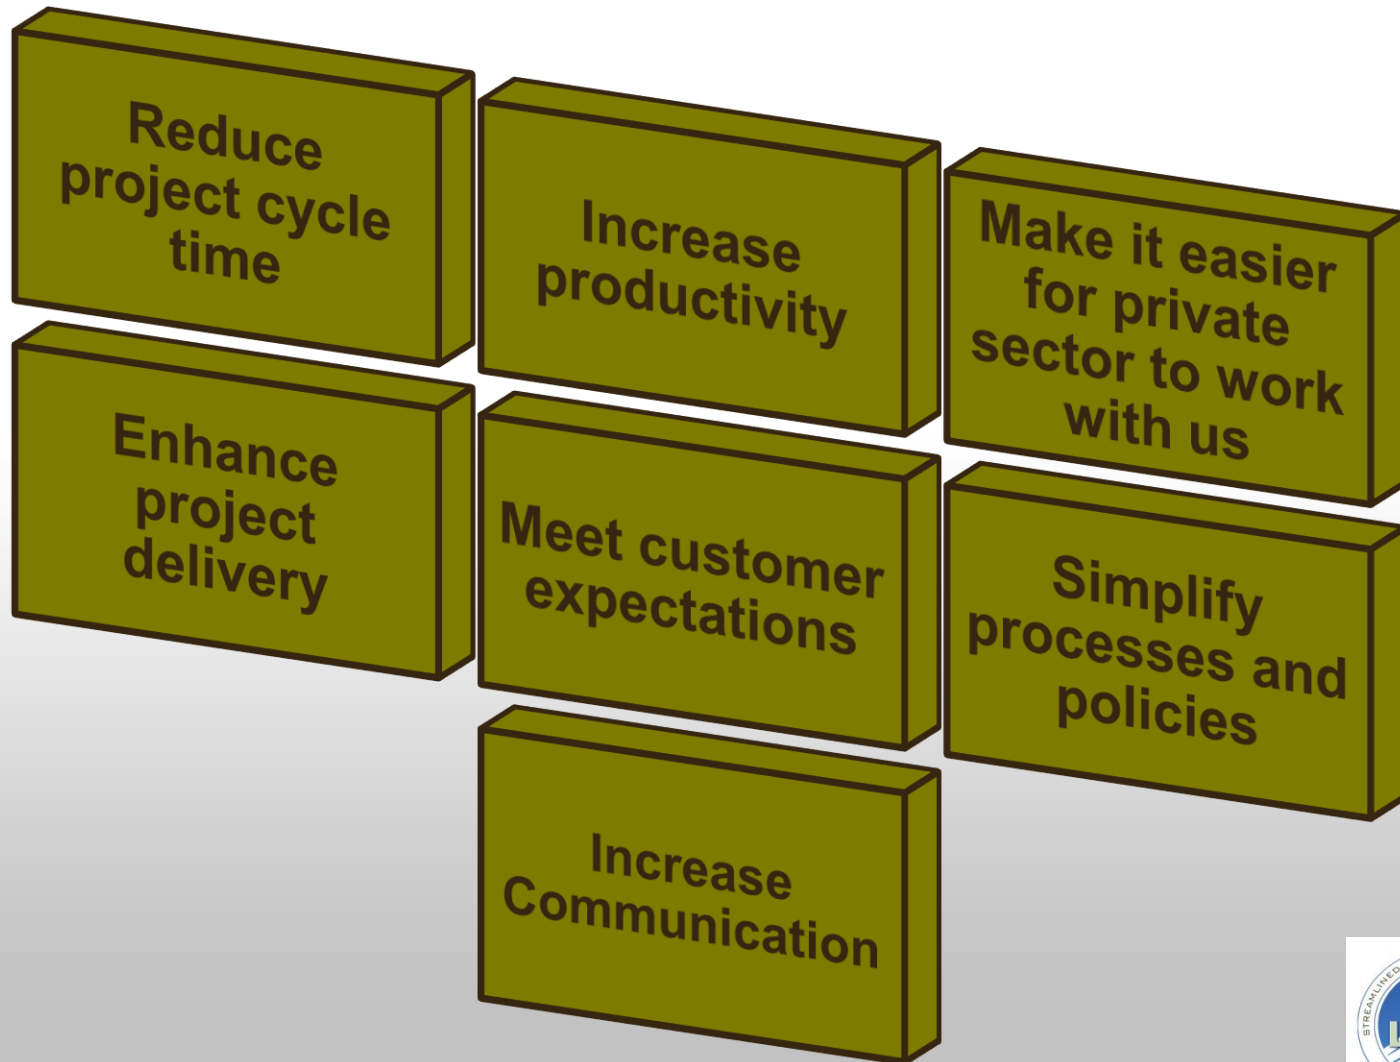 Reduce
project cycle
time
Increase
productivity
Make it easier
for private
sector to work
with us
Enhance
project
delivery
Meet customer
expectations
Simplify
processes and
policies
Increase
Communication
STREAMLINED